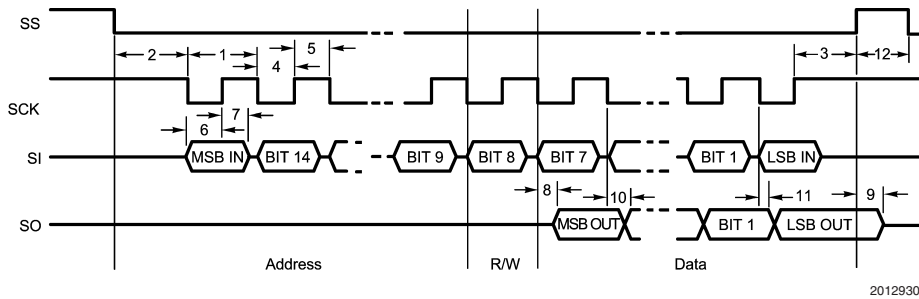 SS
2 1 5 3 12
4
SCK
7
6
SI MSB IN BIT 14 BIT 9 BIT 8 BIT 7 BIT 1 LSB IN
8 10 11 9
SO MSB OUT BIT 1 LSB OUT
Address R/W Data
2012930